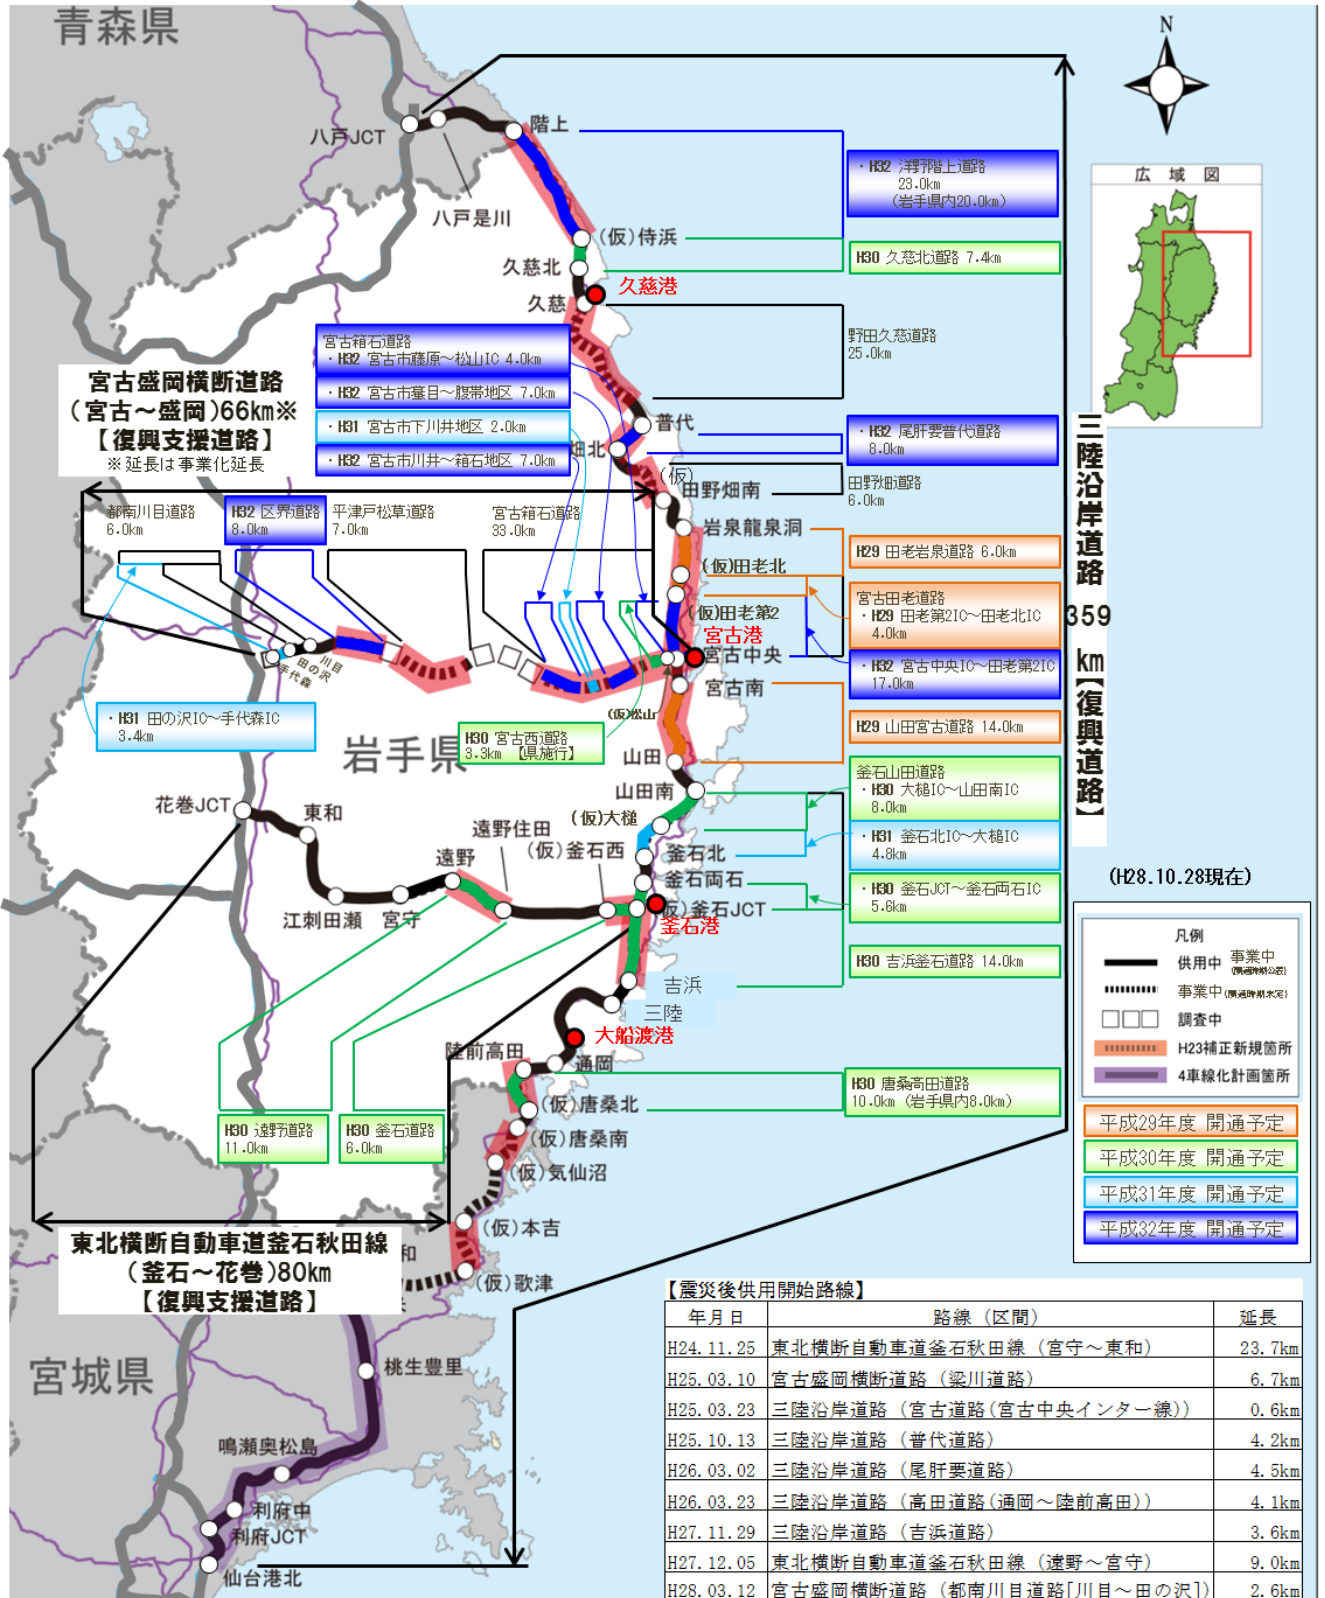 青森県
N
八戸JCT
八戸是川
階上
・H32 洋野階上道路
23.0km
（岩手県内20.0km）
広 域 図
(仮)侍浜
H30 久慈北道路 7.4km
久慈北
久慈港
久慈
野田久慈道路
25.0km
宮古箱石道路
・H32 宮古市藤原～松山IC 4.0km
・H32 宮古市蟇目～腹帯地区 7.0km
・H31 宮古市下川井地区 2.0km
・H32 宮古市川井～箱石地区 7.0km
宮古盛岡横断道路
（宮古～盛岡）66km※
【復興支援道路】
※延長は事業化延長
普代
・H32 尾肝要普代道路
8.0km
畑北
(仮)
田野畑南
田野畑道路
6.0km
三陸沿岸道路 359 km【復興道路】
都南川目道路
6.0km
H32 区界道路
8.0km
平津戸松草道路
7.0km
宮古箱石道路
33.0km
岩泉龍泉洞
H29 田老岩泉道路 6.0km
(仮)田老北
宮古田老道路
・H29 田老第2IC～田老北IC
4.0km
(仮)田老第2
宮古港
宮古中央
・H32 宮古中央IC～田老第2IC
17.0km
川目
田の沢
手代森
宮古南
(仮)松山
・H31 田の沢IC～手代森IC
3.4km
H30 宮古西道路
3.3km 【県施行】
H29 山田宮古道路 14.0km
岩手県
山田
山田南
釜石山田道路
・H30 大槌IC～山田南IC
8.0km
花巻JCT
東和
(仮)大槌
遠野住田
(仮)釜石西
遠野
・H31 釜石北IC～大槌IC
4.8km
釜石北
釜石両石
・H30 釜石JCT～釜石両石IC
5.6km
江刺田瀬
宮守
仮)釜石JCT
釜石港
H30 吉浜釜石道路 14.0km
吉浜
三陸
大船渡港
陸前高田
通岡
H30 唐桑高田道路
10.0km （岩手県内8.0km）
(仮)唐桑北
H30 遠野道路
11.0km
H30 釜石道路
6.0km
(仮)唐桑南
(仮)気仙沼
(仮)本吉
東北横断自動車道釜石秋田線
（釜石～花巻）80km
【復興支援道路】
和
(仮)歌津
(H28.10.28現在)
凡例
供用中
事業中
(開通時期公表)
事業中(開通時期未定)
調査中
H23補正新規箇所
4車線化計画箇所
平成29年度 開通予定
平成30年度 開通予定
平成31年度 開通予定
平成32年度 開通予定
宮城県
桃生豊里
鳴瀬奥松島
利府中
利府JCT
仙台港北
【震災後供用開始路線】
年月日 路線（区間） 延長
H24.11.25 東北横断自動車道釜石秋田線（宮守～東和） 23.7km
H25.03.10 宮古盛岡横断道路（簗川道路） 6.7km
H25.03.23 三陸沿岸道路（宮古道路(宮古中央インター線)） 0.6km
H25.10.13 三陸沿岸道路（普代道路） 4.2km
H26.03.02 三陸沿岸道路（尾肝要道路） 4.5km
H26.03.23 三陸沿岸道路（高田道路(通岡～陸前高田)） 4.1km
H27.11.29 三陸沿岸道路（吉浜道路） 3.6km
H27.12.05 東北横断自動車道釜石秋田線（遠野～宮守） 9.0km
H28.03.12 宮古盛岡横断道路（都南川目道路[川目～田の沢]） 2.6km